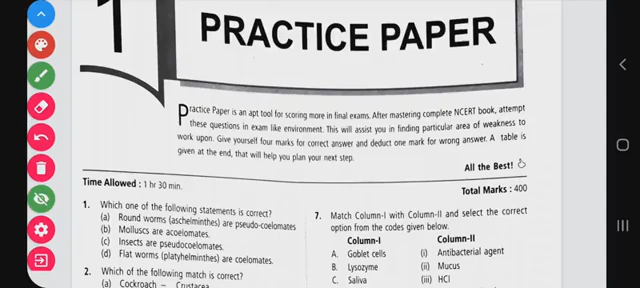 1
PRACTICE PAPER
Practice Paper is an apt tool for scoring more in final exams. After mastering complete NCERT book, attempt
these questions in exam like environment. This will assist you in finding particular area of weakness to
work upon. Give yourself four marks for correct answer and deduct one mark for wrong answer. A table is
given at the end, that will help you plan your next step.
All the Best!
Time Allowed : 1 hr 30 min.
Total Marks : 400
1. Which one of the following statements is correct?
(a) Round worms (aschelminthes) are pseudo-coelomates
(b) Molluscs are acoelomates.
(c) Insects are pseudocoelomates.
(d) Flat worms (platyhelminthes) are coelomates.
2. Which of the following match is correct?
(a) Cockroach – Crustacea
7. Match Column-I with Column-II and select the correct
option from the codes given below.
Column-I Column-II
A. Goblet cells (i) Antibacterial agent
B. Lysozyme (ii) Mucus
C. Saliva (iii) HCl